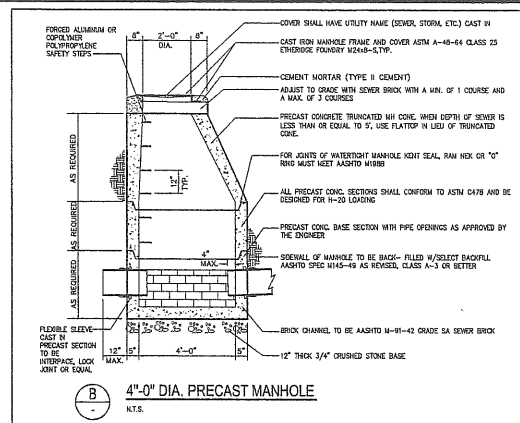 COVER SHALL HAVE UTILITY NAME (SEWER, STORM, ETC.) CAST IN
FORGED ALUMINUM OR
COPOLYMER
POLYPROPYLENE
SAFETY STEPS
8"
2'-0"
DIA.
8"
CAST IRON MANHOLE FRAME AND COVER ASTM A-48-64 CLASS 25
ETHERIDGE FOUNDRY M24x8-S,TYP.
CEMENT MORTAR (TYPE II CEMENT)
ADJUST TO GRADE WITH SEWER BRICK WITH A MIN. OF 1 COURSE AND
A MAX. OF 3 COURSES
PRECAST CONCRETE TRUNCATED MH CONE. WHEN DEPTH OF SEWER IS
LESS THAN OR EQUAL TO 5', USE FLATTOP IN LIEU OF TRUNCATED
CONE.
FOR JOINTS OF WATERTIGHT MANHOLE KENT SEAL, RAM NEK OR "O"
RING MUST MEET AASHTO M198B
12"
TYP.
AS REQUIRED
ALL PRECAST CONC. SECTIONS SHALL CONFORM TO ASTM C478 AND BE
DESIGNED FOR H-20 LOADING
AS REQUIRED
PRECAST CONC. BASE SECTION WITH PIPE OPENINGS AS APPROVED BY
THE ENGINEER
4"
MAX.
SIDEWALL OF MANHOLE TO BE BACK- FILLED W/SELECT BACKFILL
AASHTO SPEC M145-49 AS REVISED, CLASS A-3 OR BETTER
AS REQUIRED
BRICK CHANNEL TO BE AASHTO M-91-42 GRADE SA SEWER BRICK
FLEXIBLE SLEEVE
CAST IN
PRECAST SECTION
TO BE
INTERPACE, LOCK
JOINT OR EQUAL
12"
MAX.
5"
4'-0"
5"
12" THICK 3/4" CRUSHED STONE BASE
B
-
4"-0" DIA. PRECAST MANHOLE
N.T.S.